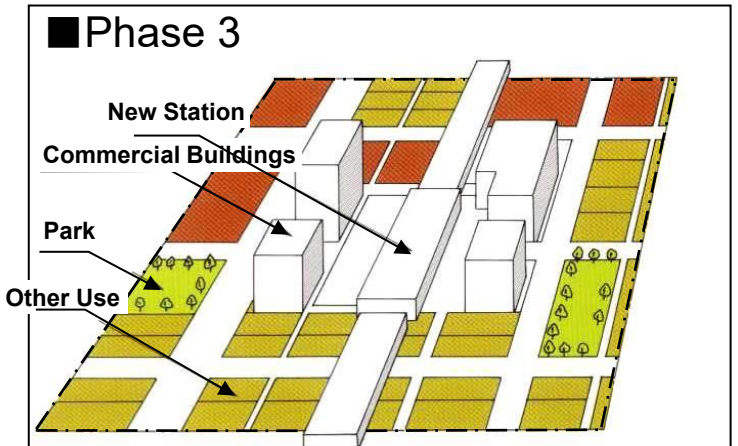 ■Phase 3
New Station
Commercial Buildings
Park
Other Use